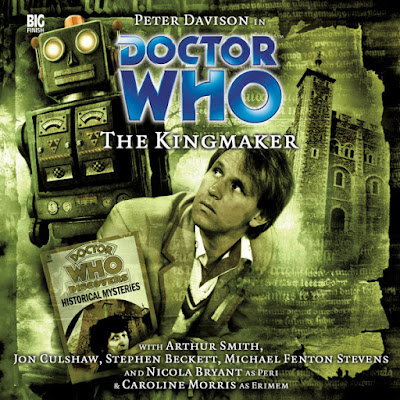 BIG
FINISH
PETER DAVISON IN
DOCTOR
WHO
THE KINGMAKER
DOCTOR
WHO
DISCOVERS
HISTORICAL MYSTERIES
WITH ARTHUR SMITH,
JON CULSHAW, STEPHEN BECKETT, MICHAEL FENTON STEVENS
AND NICOLA BRYANT AS PERI
& CAROLINE MORRIS AS ERIMEM